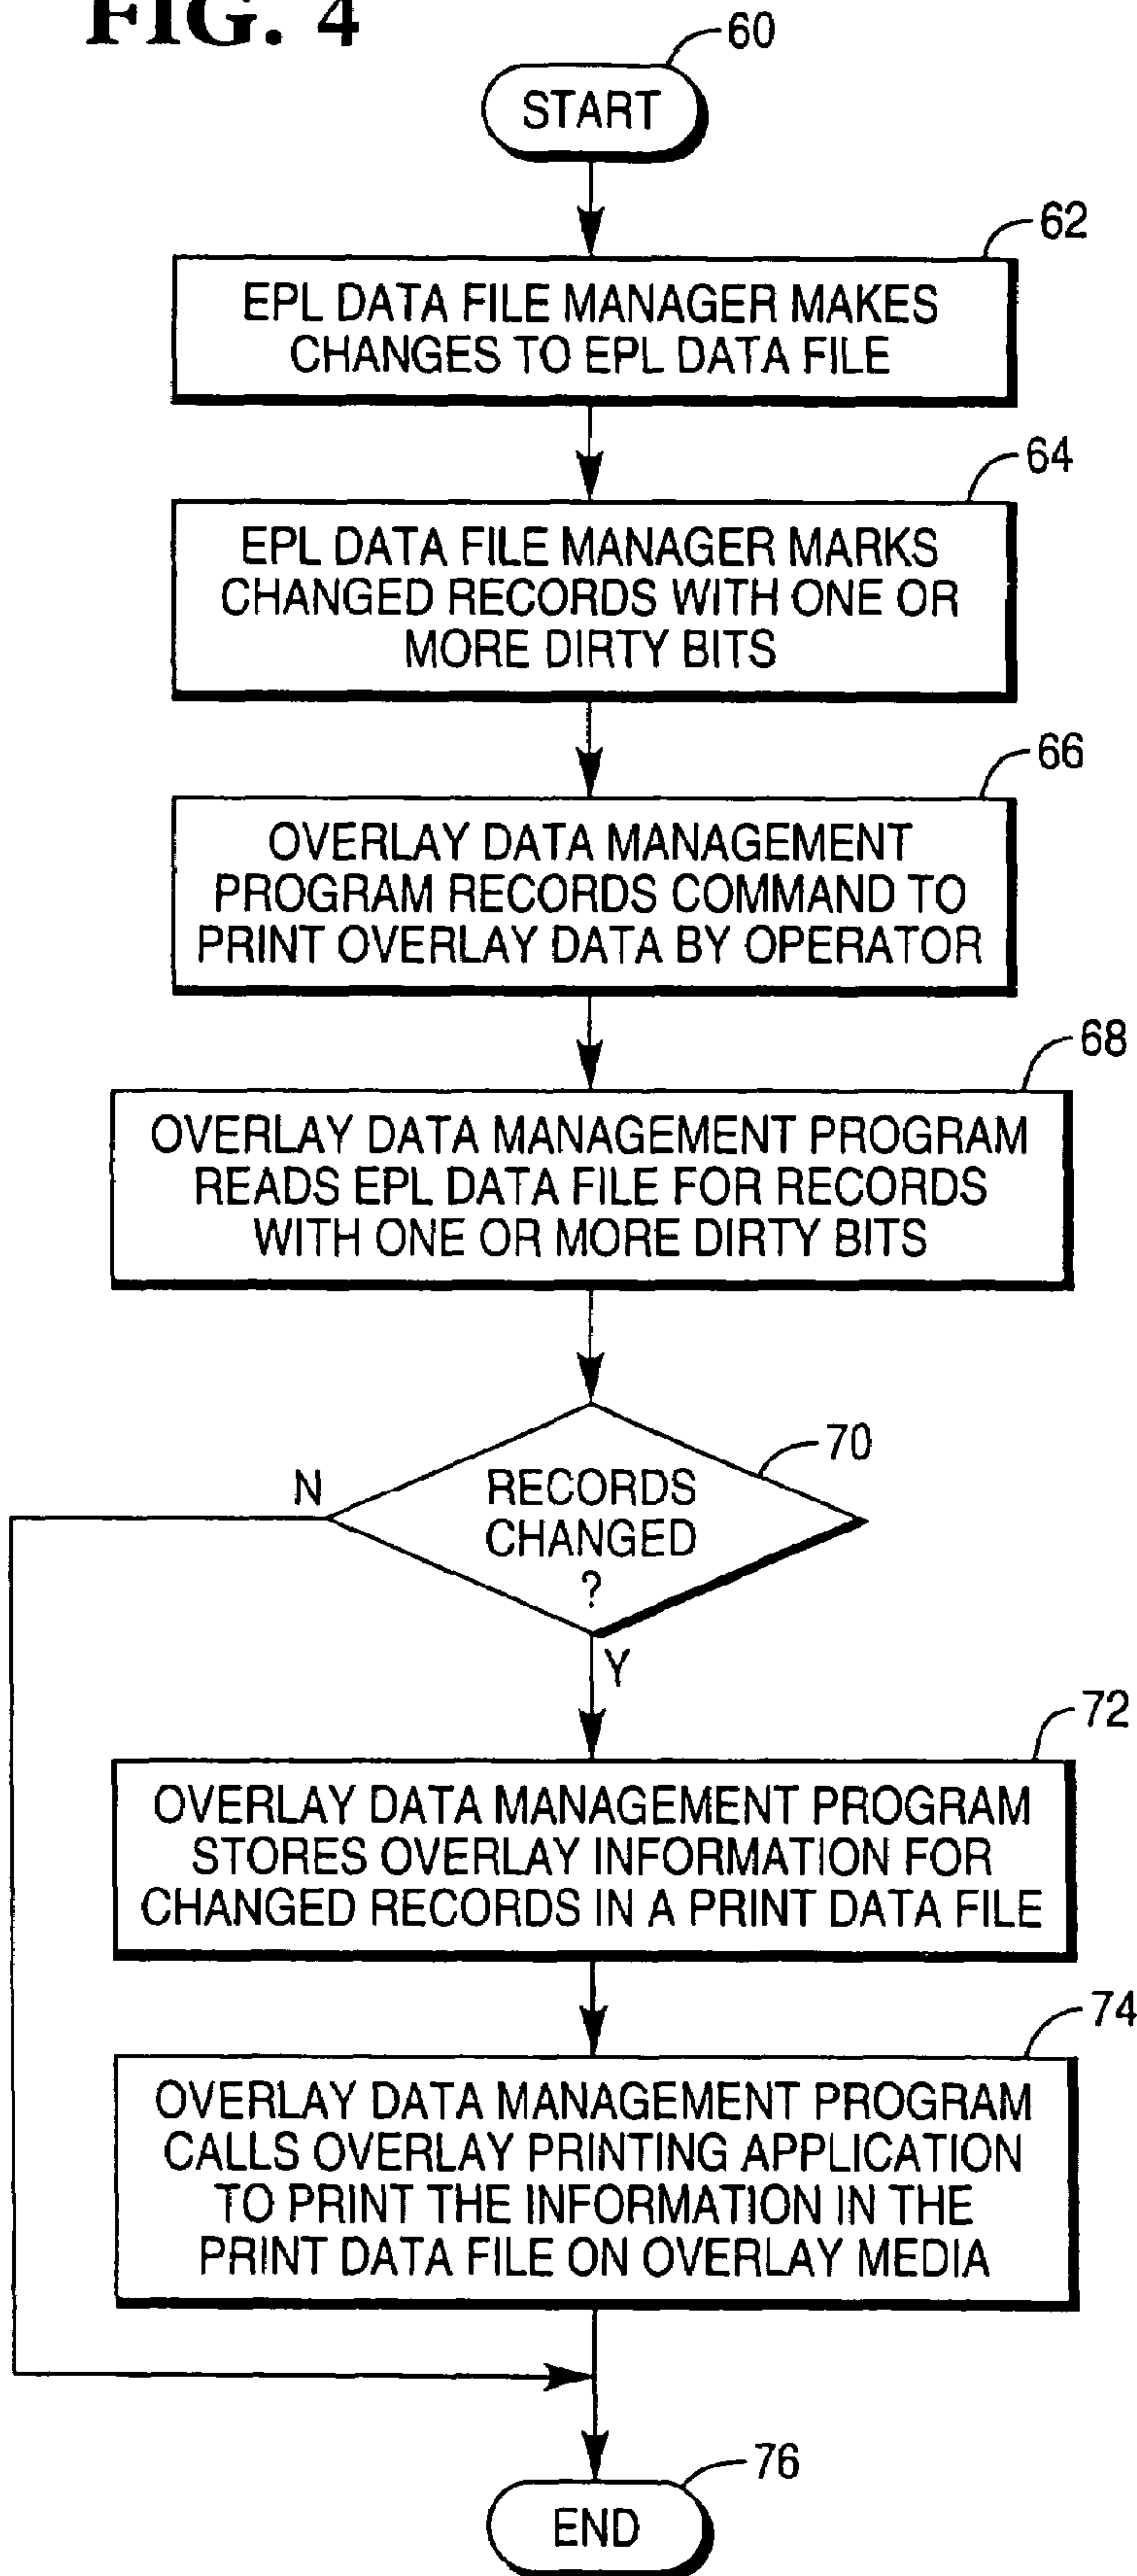 FIG. 4
60
START
62
EPL DATA FILE MANAGER MAKES
CHANGES TO EPL DATA FILE
64
EPL DATA FILE MANAGER MARKS
CHANGED RECORDS WITH ONE OR
MORE DIRTY BITS
66
OVERLAY DATA MANAGEMENT
PROGRAM RECORDS COMMAND TO
PRINT OVERLAY DATA BY OPERATOR
68
OVERLAY DATA MANAGEMENT PROGRAM
READS EPL DATA FILE FOR RECORDS
WITH ONE OR MORE DIRTY BITS
70
N
RECORDS
CHANGED
?
Y
72
OVERLAY DATA MANAGEMENT PROGRAM
STORES OVERLAY INFORMATION FOR
CHANGED RECORDS IN A PRINT DATA FILE
74
OVERLAY DATA MANAGEMENT PROGRAM
CALLS OVERLAY PRINTING APPLICATION
TO PRINT THE INFORMATION IN THE
PRINT DATA FILE ON OVERLAY MEDIA
76
END